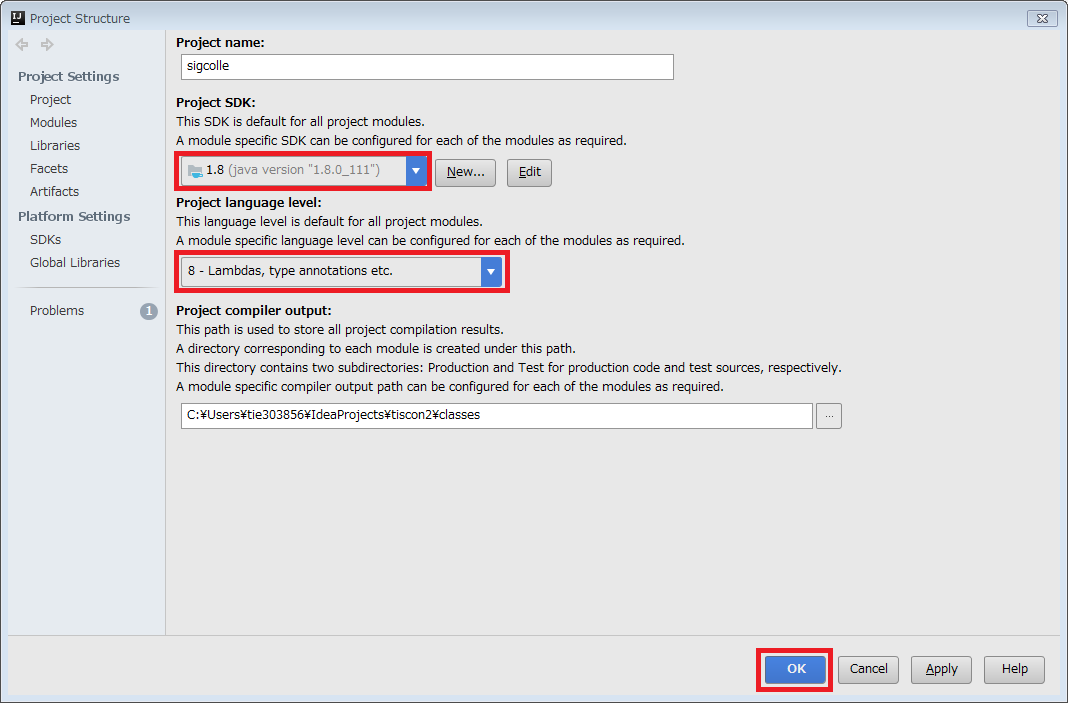 Project Structure
Project Settings
Project
Modules
Libraries
Facets
Artifacts
Platform Settings
SDKs
Global Libraries
Problems
1
Project name:
sigcolle
Project SDK:
This SDK is default for all project modules.
A module specific SDK can be configured for each of the modules as required.
1.8 (java version "1.8.0_111")
New...
Edit
Project language level:
This language level is default for all project modules.
A module specific language level can be configured for each of the modules as required.
8 - Lambdas, type annotations etc.
Project compiler output:
This path is used to store all project compilation results.
A directory corresponding to each module is created under this path.
This directory contains two subdirectories: Production and Test for production code and test sources, respectively.
A module specific compiler output path can be configured for each of the modules as required.
C:¥Users¥tie303856¥IdeaProjects¥tiscon2¥classes
...
OK
Cancel
Apply
Help